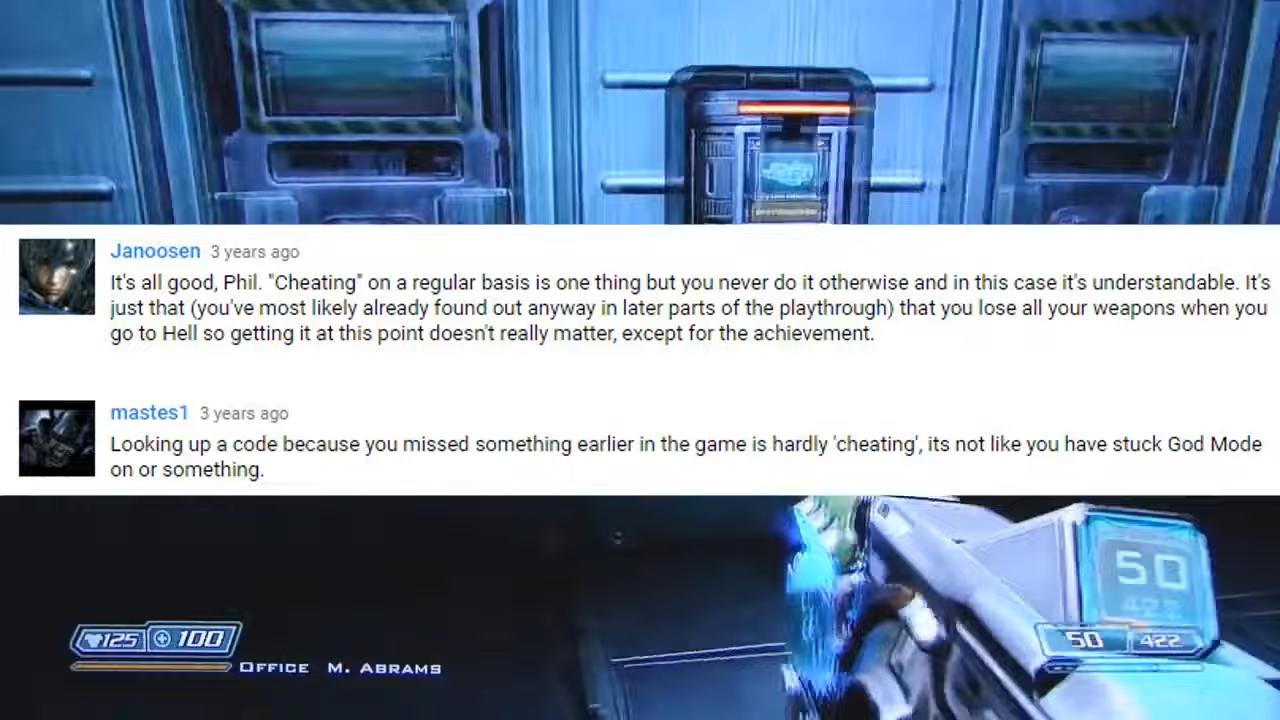 Janoosen 3 years ago
It's all good, Phil. "Cheating" on a regular basis is one thing but you never do it otherwise and in this case it's understandable. It's
just that (you've most likely already found out anyway in later parts of the playthrough) that you lose all your weapons when you
go to Hell so getting it at this point doesn't really matter, except for the achievement.
mastes1 3 years ago
Looking up a code because you missed something earlier in the game is hardly 'cheating', its not like you have stuck God Mode
on or something.
50
422
125 100
50 422
OFFICE M. ABRAMS